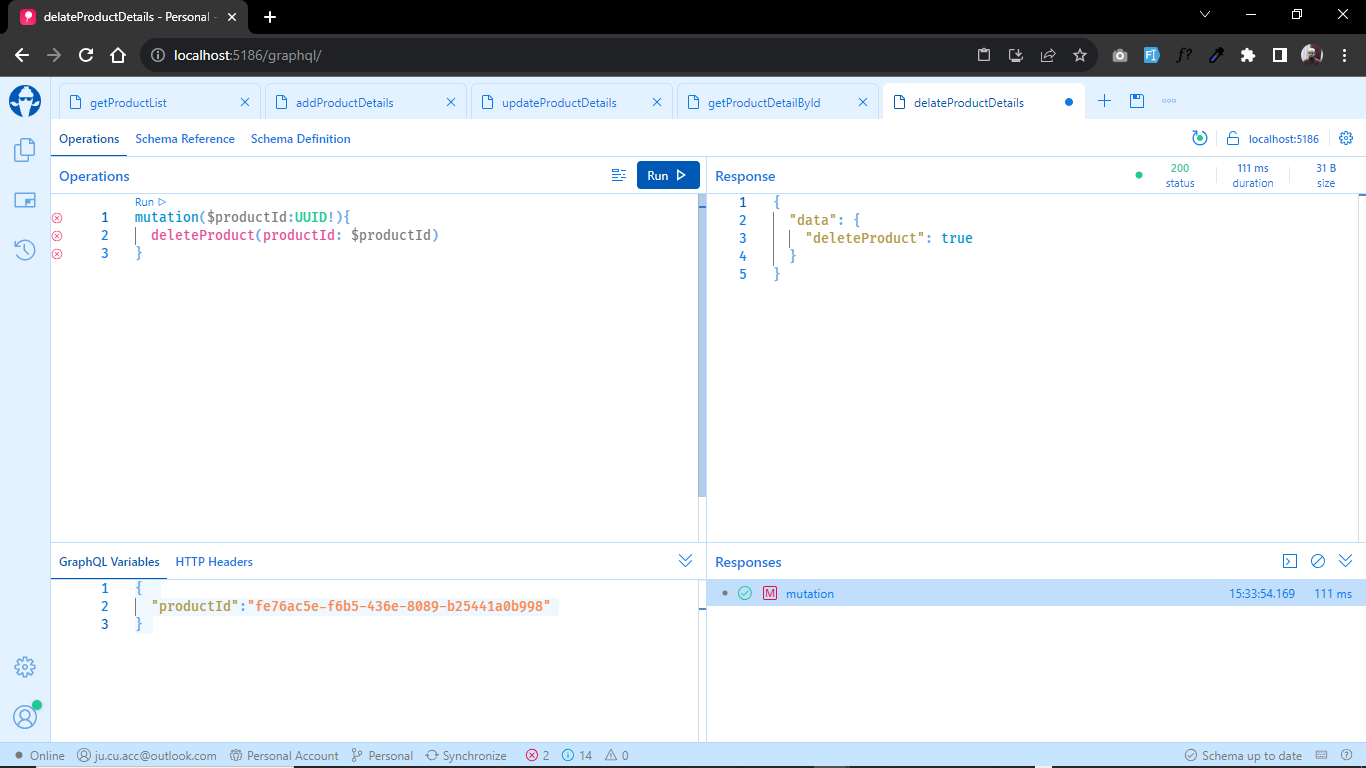 delateProductDetails - Personal -
localhost:5186/graphql/
getProductList
addProductDetails
updateProductDetails
getProductDetailById
delateProductDetails
Operations
Schema Reference
Schema Definition
localhost:5186
Operations
Run
Response
200
status
111 ms
duration
31 B
size
Run
1 mutation($productId:UUID!){
2 deleteProduct(productId: $productId)
3 }
1 {
2 "data": {
3 "deleteProduct": true
4 }
5 }
GraphQL Variables
HTTP Headers
1 {
2 "productId":"fe76ac5e-f6b5-436e-8089-b25441a0b998"
3 }
Responses
M mutation 15:33:54.169 111 ms
Online ju.cu.acc@outlook.com Personal Account Personal Synchronize 2 14 0 Schema up to date